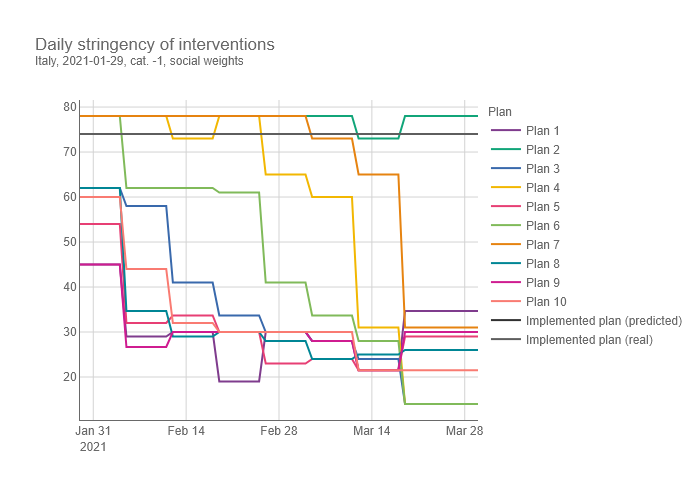 Daily stringency of interventions
Italy, 2021-01-29, cat. -1, social weights
80
70
60
50
40
30
20
Jan 31
2021
Feb 14
Feb 28
Mar 14
Mar 28
Plan
Plan 1
Plan 2
Plan 3
Plan 4
Plan 5
Plan 6
Plan 7
Plan 8
Plan 9
Plan 10
Implemented plan (predicted)
Implemented plan (real)